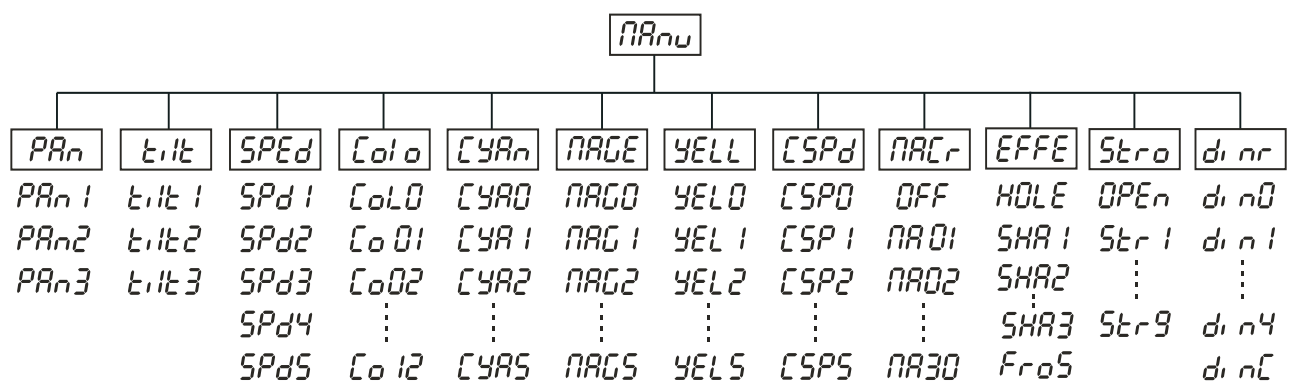 MAnu
PAn tilt SPEd Colo CYAn MAGE YELL CSPd MACr EFFE Stro dinr
PAn1 tilt1 SPd1 CoL0 CYA0 MAG0 YEL0 CSP0 OFF HOLE OPEn din0
PAn2 tilt2 SPd2 Co01 CYA1 MAG1 YEL1 CSP1 MA01 SHA1 Str1 din1
PAn3 tilt3 SPd3 Co02 CYA2 MAG2 YEL2 CSP2 MA02 SHA2
SPd4 SHA3 Str9 din4
SPd5 Co12 CYA5 MAG5 YEL5 CSP5 MA30 FroS dinC